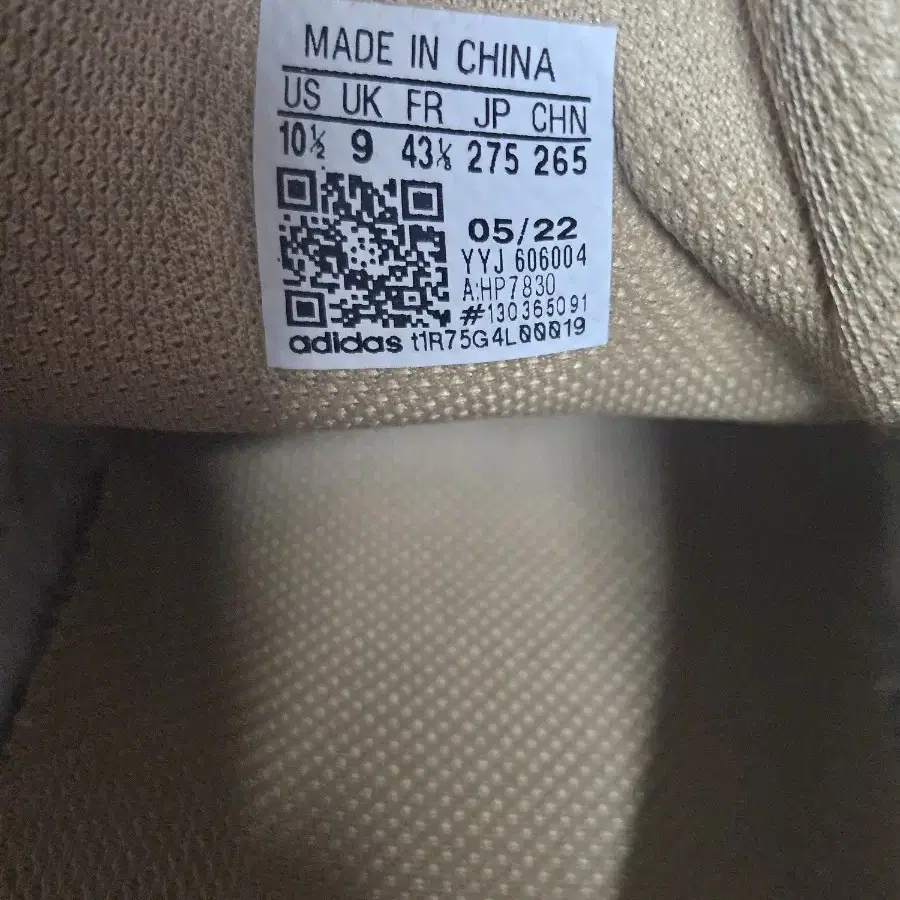 MADE IN CHINA
US UK FR JP CHN
10½ 9 43⅓ 275 265
05/22
YYJ 606004
A:HP7830
#130365091
adidas t1R75G4L00019